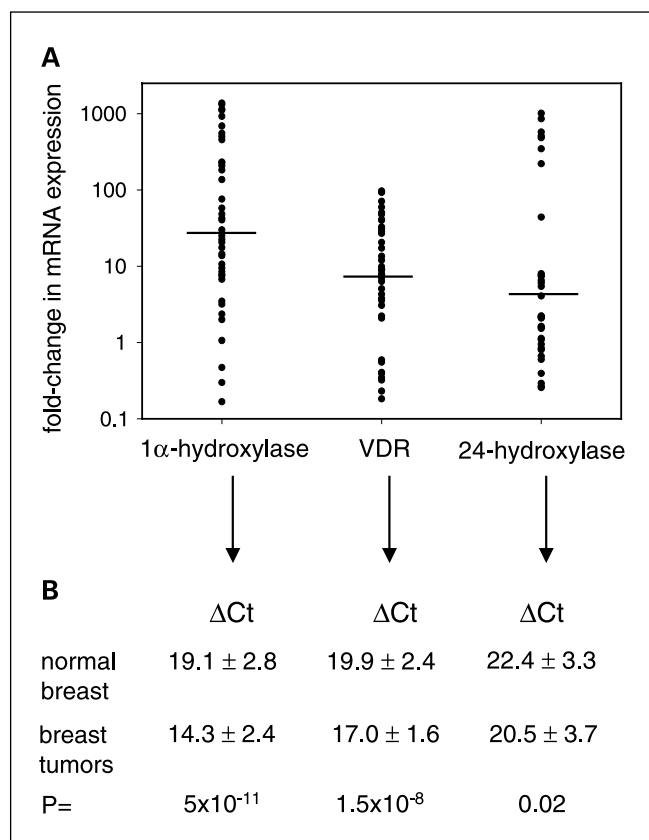 A
fold-change in mRNA expression
1000
100
10
1
0.1
1α-hydroxylase VDR 24-hydroxylase
B
ΔCt ΔCt ΔCt
normal breast 19.1 ± 2.8 19.9 ± 2.4 22.4 ± 3.3
breast tumors 14.3 ± 2.4 17.0 ± 1.6 20.5 ± 3.7
P= 5x10⁻¹¹ 1.5x10⁻⁸ 0.02